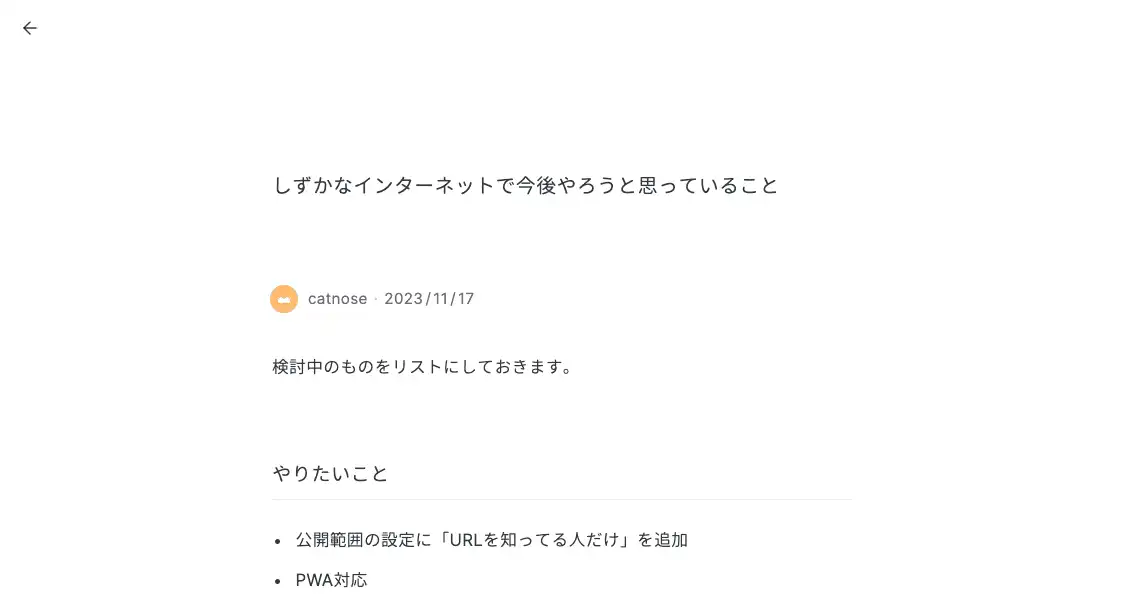 しずかなインターネットで今後やろうと思っていること
catnose · 2023/11/17
検討中のものをリストにしておきます。
やりたいこと
• 公開範囲の設定に「URLを知ってる人だけ」を追加
• PWA対応